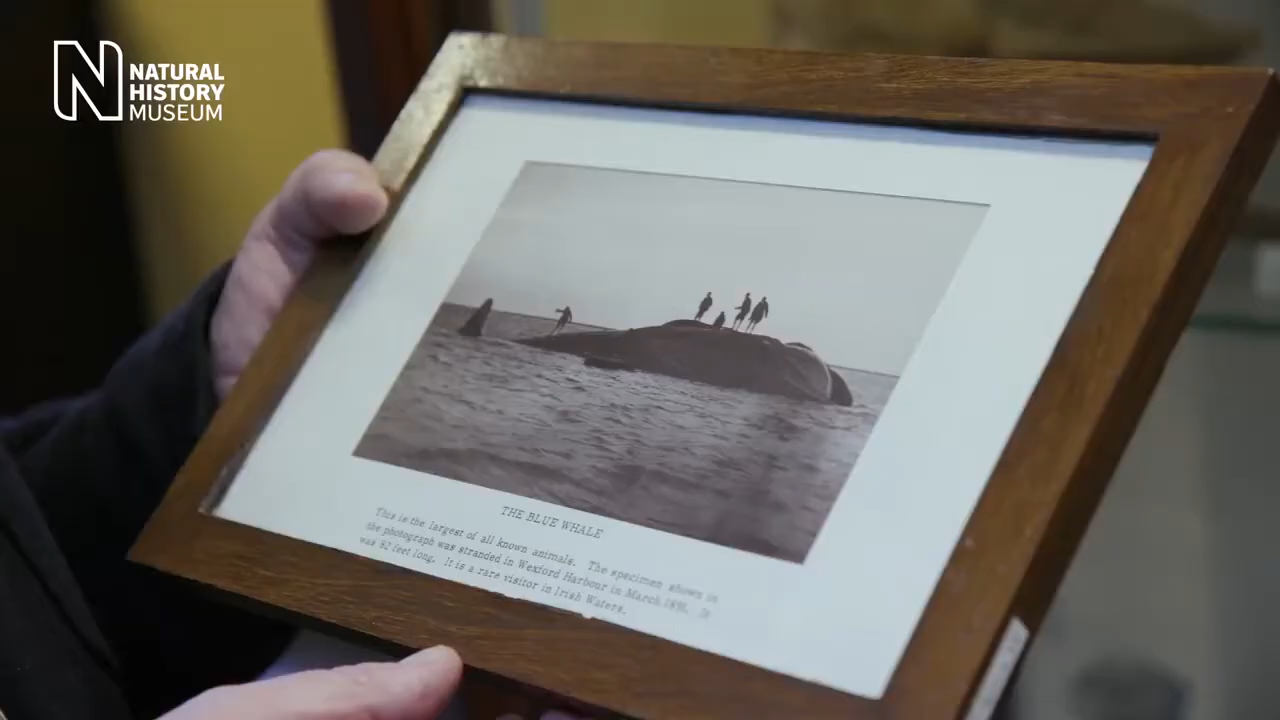 N
NATURAL
HISTORY
MUSEUM
THE BLUE WHALE
This is the largest of all known animals. The specimen shown in
the photograph was stranded in Wexford Harbour in March 1891. It
was 82 feet long. It is a rare visitor in Irish Waters.